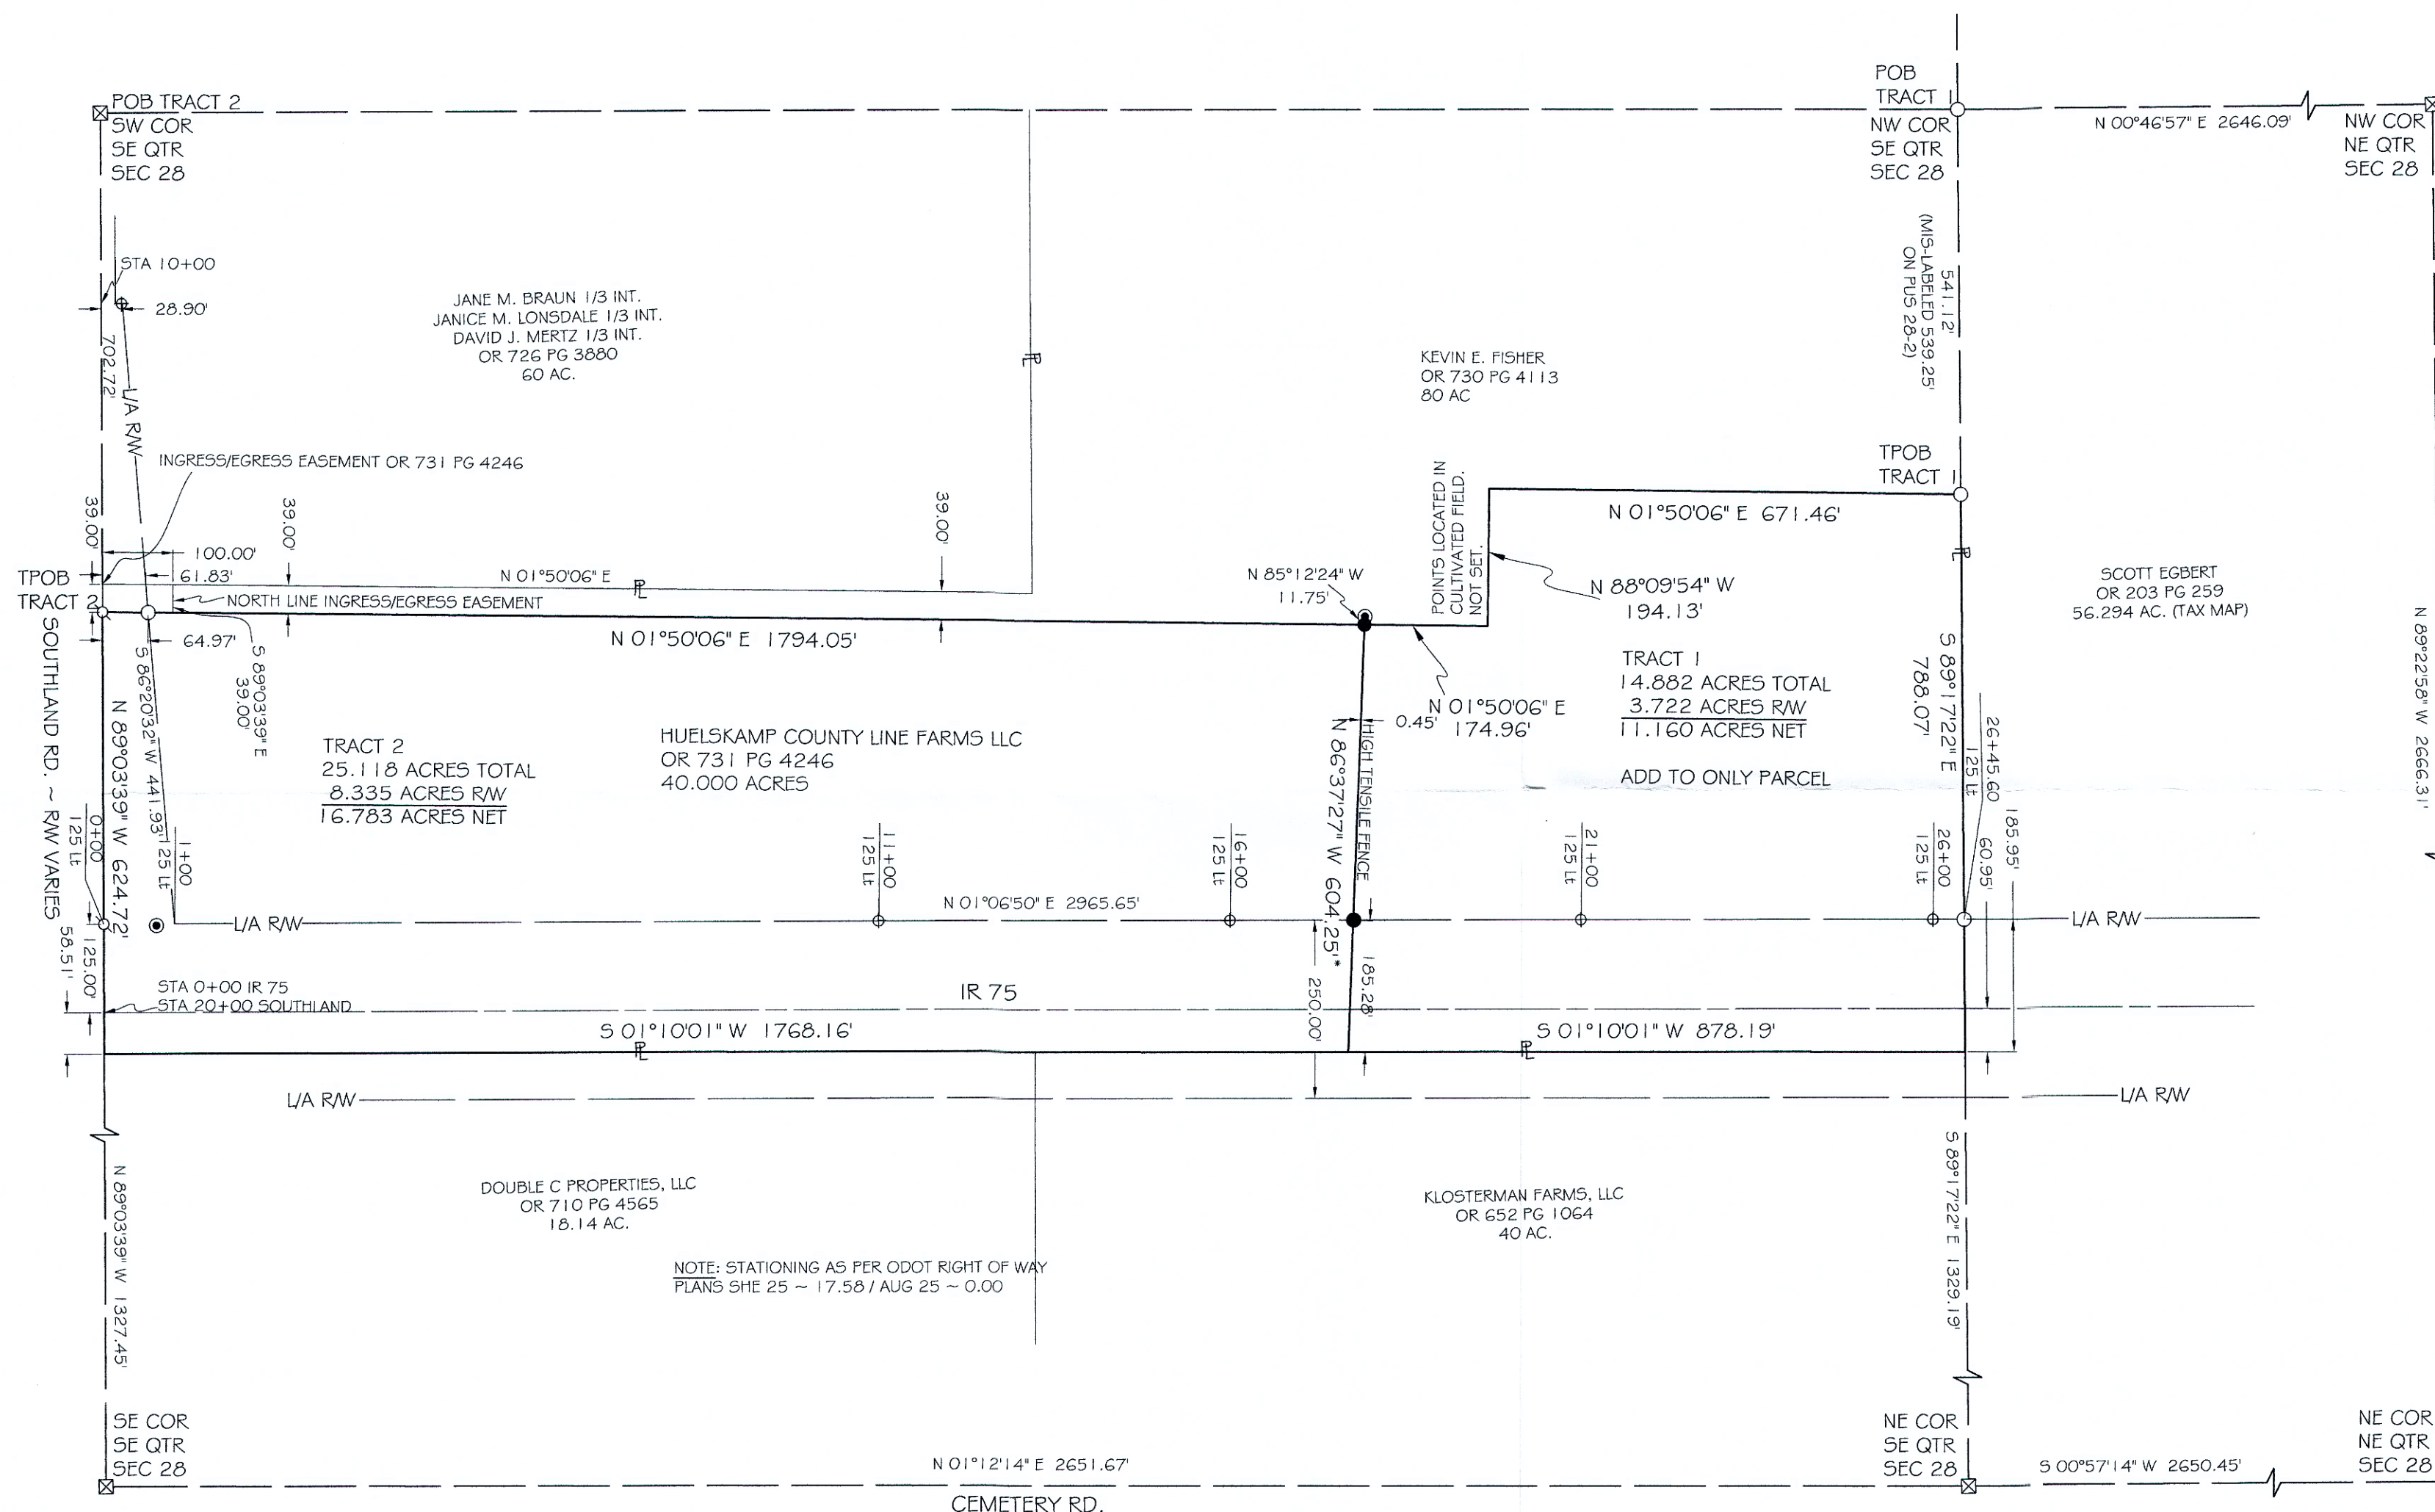 POB TRACT 2
SW COR
SE QTR
SEC 28
POB
TRACT 1
NW COR
SE QTR
SEC 28
N 00°46'57" E 2646.09'
NW COR
NE QTR
SEC 28
STA 10+00
28.90'
702.72'
L/A R/W
JANE M. BRAUN 1/3 INT.
JANICE M. LONSDALE 1/3 INT.
DAVID J. MERTZ 1/3 INT.
OR 726 PG 3880
60 AC.
PL
KEVIN E. FISHER
OR 730 PG 4113
80 AC
541.12'
(MIS-LABELED 539.25'
ON PUS 28-2)
INGRESS/EGRESS EASEMENT OR 731 PG 4246
39.00'
39.00'
39.00'
100.00'
61.83'
TPOB
TRACT 2
N 01°50'06" E
PL
NORTH LINE INGRESS/EGRESS EASEMENT
64.97'
N 01°50'06" E 1794.05'
N 85°12'24" W
11.75'
POINTS LOCATED IN
CULTIVATED FIELD.
NOT SET.
TPOB
TRACT 1
N 01°50'06" E 671.46'
N 88°09'54" W
194.13'
PL
SCOTT EGBERT
OR 203 PG 259
56.294 AC. (TAX MAP)
N 89°22'58" W 2666.31'
SOUTHLAND RD. ~ R/W VARIES
N 89°03'39" W 624.72'
S 86°20'32" W 441.93'
S 89°03'39" E
39.00'
TRACT 2
25.118 ACRES TOTAL
8.335 ACRES R/W
16.783 ACRES NET
HUELSKAMP COUNTY LINE FARMS LLC
OR 731 PG 4246
40.000 ACRES
N 86°37'27" W 604.25'*
HIGH TENSILE FENCE
0.45'
N 01°50'06" E
174.96'
TRACT 1
14.882 ACRES TOTAL
3.722 ACRES R/W
11.160 ACRES NET
ADD TO ONLY PARCEL
S 89°17'22" E
788.07'
26+45.60
125 Lt
185.95'
60.95'
0+00
125 Lt
1+00
125 Lt
11+00
125 Lt
16+00
125 Lt
21+00
125 Lt
26+00
125 Lt
L/A R/W
N 01°06'50" E 2965.65'
L/A R/W
58.51'
125.00'
STA 0+00 IR 75
STA 20+00 SOUTHLAND
IR 75
250.00'
185.28'
S 01°10'01" W 1768.16'
PL
S 01°10'01" W 878.19'
PL
L/A R/W
L/A R/W
N 89°03'39" W 1327.45'
DOUBLE C PROPERTIES, LLC
OR 710 PG 4565
18.14 AC.
KLOSTERMAN FARMS, LLC
OR 652 PG 1064
40 AC.
S 89°17'22" E 1329.19'
NOTE: STATIONING AS PER ODOT RIGHT OF WAY
PLANS SHE 25 ~ 17.58 / AUG 25 ~ 0.00
SE COR
SE QTR
SEC 28
N 01°12'14" E 2651.67'
CEMETERY RD.
NE COR
SE QTR
SEC 28
S 00°57'14" W 2650.45'
NE COR
NE QTR
SEC 28